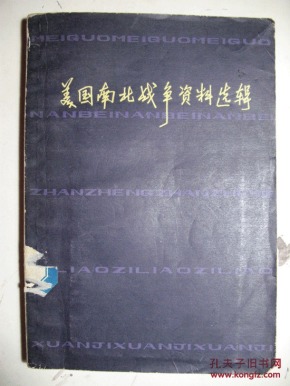 MEIGUOMEIGUOMEIGUO
美国南北战争资料选辑
NANBEINANBEINANBEI
ZHANZHENGZHANZHENG
LIAOZILIAOZILIAO
XUANJIXUANJIXUANJI
孔夫子旧书网
www.kongfz.com